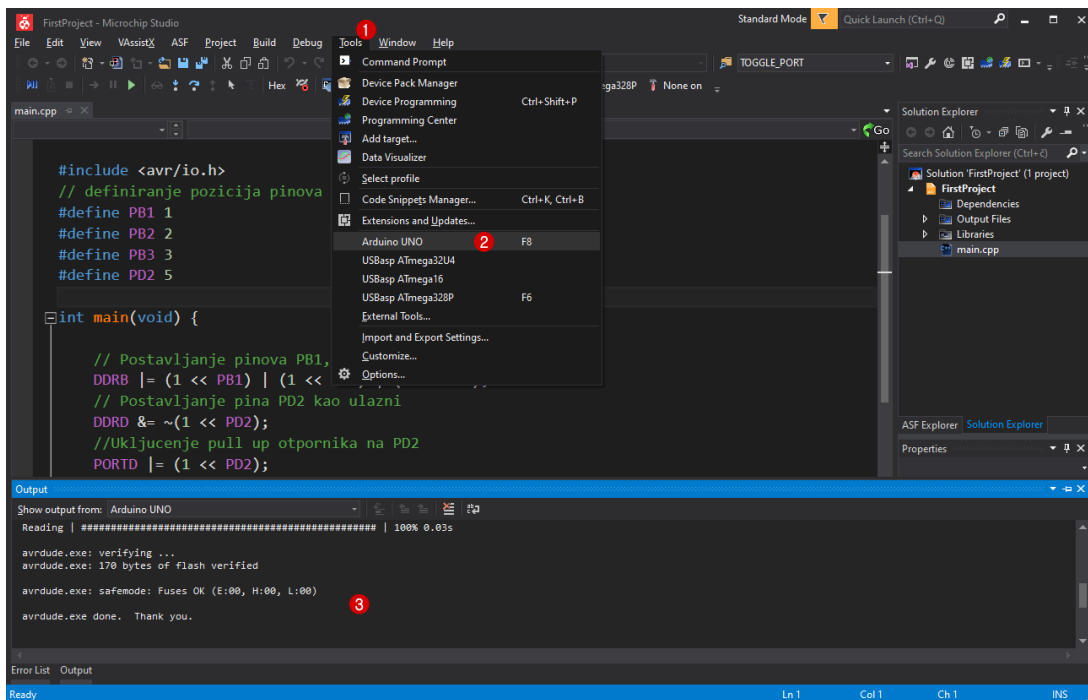 FirstProject - Microchip Studio
Standard Mode
Quick Launch (Ctrl+Q)
1
File Edit View VAssistX ASF Project Build Debug Tools Window Help
TOGGLE_PORT
Hex
ega328P
None on
main.cpp
Go
#include <avr/io.h>
// definiranje pozicija pinova
#define PB1 1
#define PB2 2
#define PB3 3
#define PD2 5
int main(void) {
// Postavljanje pinova PB1,
DDRB |= (1 << PB1) | (1 <<
// Postavljanje pina PD2 kao ulazni
DDRD &= ~(1 << PD2);
//Ukljucenje pull up otpornika na PD2
PORTD |= (1 << PD2);
Command Prompt
Device Pack Manager
Device Programming Ctrl+Shift+P
Programming Center
Add target...
Data Visualizer
Select profile
Code Snippets Manager... Ctrl+K, Ctrl+B
Extensions and Updates...
Arduino UNO 2 F8
USBasp ATmega32U4
USBasp ATmega16
USBasp ATmega328P F6
External Tools...
Import and Export Settings...
Customize...
Options...
Solution Explorer
Search Solution Explorer (Ctrl+č)
Solution 'FirstProject' (1 project)
FirstProject
Dependencies
Output Files
Libraries
main.cpp
ASF Explorer Solution Explorer
Properties
Output
Show output from: Arduino UNO
Reading | ################################################## | 100% 0.03s
avrdude.exe: verifying ...
avrdude.exe: 170 bytes of flash verified
avrdude.exe: safemode: Fuses OK (E:00, H:00, L:00)
3
avrdude.exe done. Thank you.
Error List Output
Ready Ln 1 Col 1 Ch 1 INS